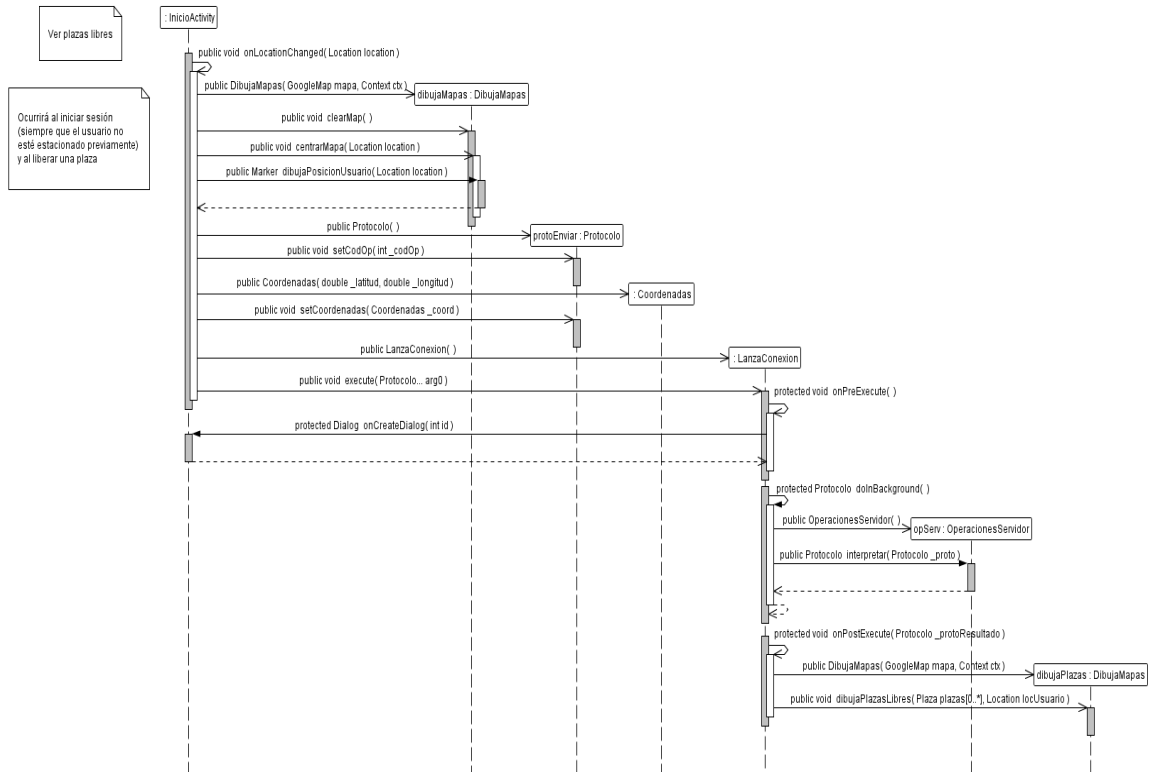 Ver plazas libres
: InicioActivity
public void onLocationChanged( Location location )
public DibujaMapas( GoogleMap mapa, Context ctx )
dibujaMapas : DibujaMapas
Ocurrirá al iniciar sesión
(siempre que el usuario no
esté estacionado previamente)
y al liberar una plaza
public void clearMap( )
public void centrarMapa( Location location )
public Marker dibujaPosicionUsuario( Location location )
public Protocolo( )
protoEnviar : Protocolo
public void setCodOp( int _codOp )
public Coordenadas( double _latitud, double _longitud )
: Coordenadas
public void setCoordenadas( Coordenadas _coord )
public LanzaConexion( )
: LanzaConexion
public void execute( Protocolo... arg0 )
protected void onPreExecute( )
protected Dialog onCreateDialog( int id )
protected Protocolo doInBackground( )
public OperacionesServidor( )
opServ : OperacionesServidor
public Protocolo interpretar( Protocolo _proto )
protected void onPostExecute( Protocolo _protoResultado )
public DibujaMapas( GoogleMap mapa, Context ctx )
dibujaPlazas : DibujaMapas
public void dibujaPlazasLibres( Plaza plazas[0..*], Location locUsuario )